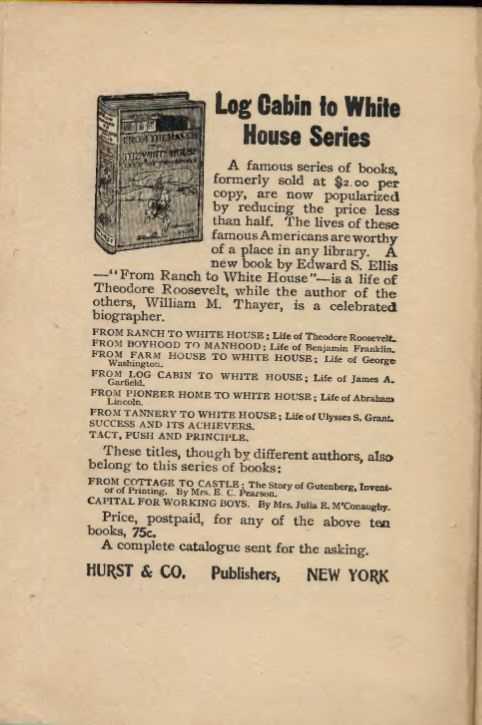 FROM THE RANCH
TO THE WHITE HOUSE
Log Cabin to White
House Series
A famous series of books,
formerly sold at $2.00 per
copy, are now popularized
by reducing the price less
than half. The lives of these
famous Americans are worthy
of a place in any library. A
new book by Edward S. Ellis
—"From Ranch to White House"—is a life of
Theodore Roosevelt, while the author of the
others, William M. Thayer, is a celebrated
biographer.
FROM RANCH TO WHITE HOUSE; Life of Theodore Roosevelt.
FROM BOYHOOD TO MANHOOD; Life of Benjamin Franklin.
FROM FARM HOUSE TO WHITE HOUSE; Life of George
Washington.
FROM LOG CABIN TO WHITE HOUSE; Life of James A.
Garfield.
FROM PIONEER HOME TO WHITE HOUSE; Life of Abraham
Lincoln.
FROM TANNERY TO WHITE HOUSE; Life of Ulysses S. Grant.
SUCCESS AND ITS ACHIEVERS.
TACT, PUSH AND PRINCIPLE.
These titles, though by different authors, also
belong to this series of books:
FROM COTTAGE TO CASTLE; The Story of Gutenberg, Invent-
or of Printing. By Mrs. E. C. Pearson.
CAPITAL FOR WORKING BOYS. By Mrs. Julia E. M'Conaughy.
Price, postpaid, for any of the above ten
books, 75c.
A complete catalogue sent for the asking.
HURST & CO. Publishers, NEW YORK